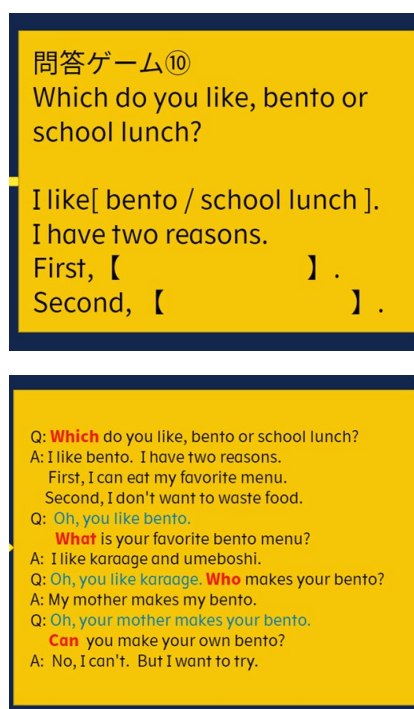 問答ゲーム⑩
Which do you like, bento or
school lunch?
I like[ bento / school lunch ].
I have two reasons.
First, 【 】 .
Second, 【 】 .
Q: Which do you like, bento or school lunch?
A: I like bento. I have two reasons.
First, I can eat my favorite menu.
Second, I don't want to waste food.
Q: Oh, you like bento.
What is your favorite bento menu?
A: I like karaage and umeboshi.
Q: Oh, you like karaage. Who makes your bento?
A: My mother makes my bento.
Q: Oh, your mother makes your bento.
Can you make your own bento?
A: No, I can't. But I want to try.